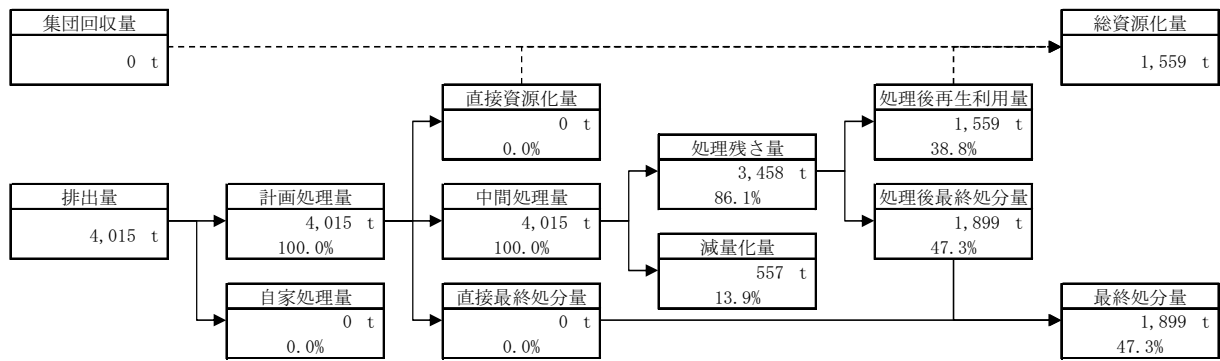 集団回収量
0 t
総資源化量
1,559 t
直接資源化量
0 t
0.0%
処理後再生利用量
1,559 t
38.8%
処理残さ量
3,458 t
86.1%
排出量
4,015 t
計画処理量
4,015 t
100.0%
中間処理量
4,015 t
100.0%
処理後最終処分量
1,899 t
47.3%
減量化量
557 t
13.9%
自家処理量
0 t
0.0%
直接最終処分量
0 t
0.0%
最終処分量
1,899 t
47.3%